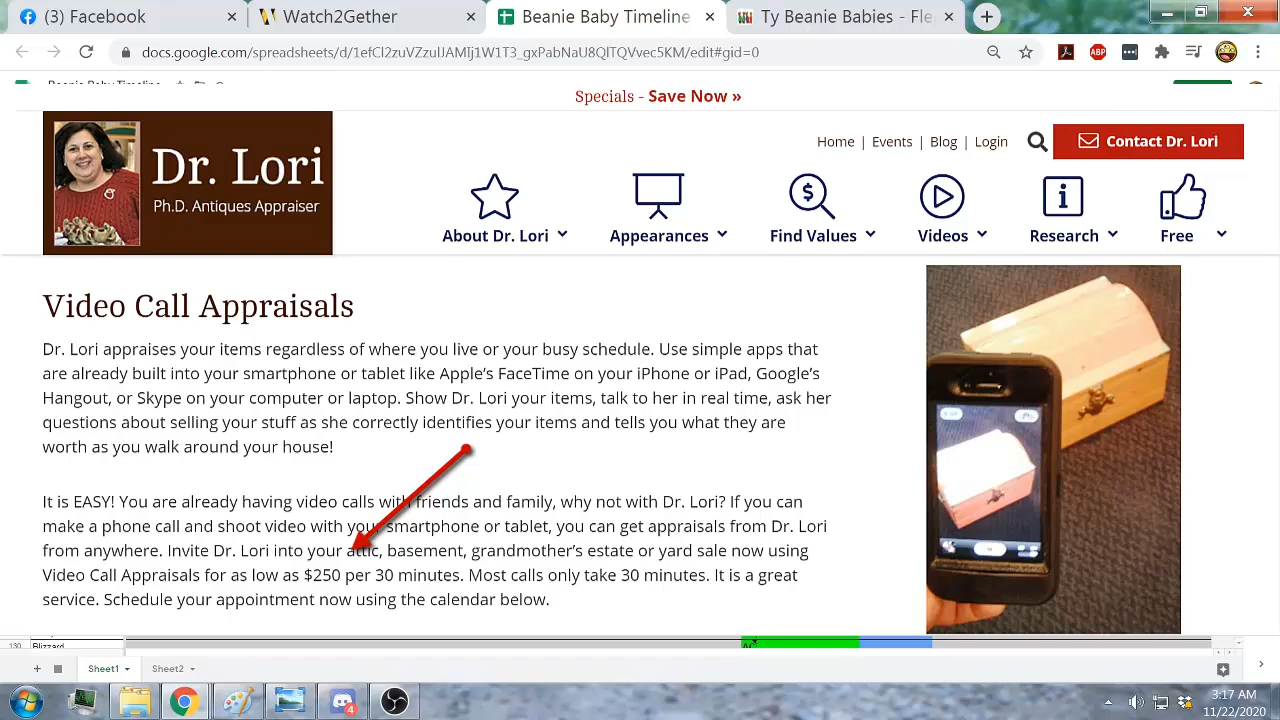 (3) Facebook
Watch2Gether
Beanie Baby Timeline
Ty Beanie Babies - Fle
ABP
Specials - Save Now »
Dr. Lori
Ph.D. Antiques Appraiser
Home | Events | Blog | Login
Contact Dr. Lori
About Dr. Lori
Appearances
Find Values
Videos
Research
Free
Video Call Appraisals
Dr. Lori appraises your items regardless of where you live or your busy schedule. Use simple apps that
are already built into your smartphone or tablet like Apple's FaceTime on your iPhone or iPad, Google's
Hangout, or Skype on your computer or laptop. Show Dr. Lori your items, talk to her in real time, ask her
questions about selling your stuff as she correctly identifies your items and tells you what they are
worth as you walk around your house!
It is EASY! You are already having video calls with friends and family, why not with Dr. Lori? If you can
make a phone call and shoot video with your smartphone or tablet, you can get appraisals from Dr. Lori
from anywhere. Invite Dr. Lori into your attic, basement, grandmother's estate or yard sale now using
Video Call Appraisals for as low as $250 per 30 minutes. Most calls only take 30 minutes. It is a great
service. Schedule your appointment now using the calendar below.
130 Blizzard
Sheet1
Sheet2
4
3:17 AM
11/22/2020